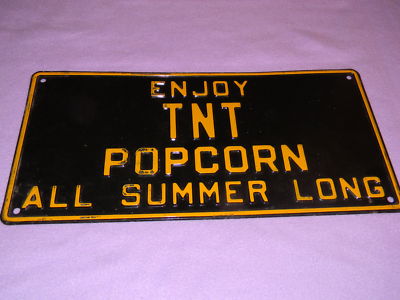 ENJOY
TNT
POPCORN
ALL SUMMER LONG